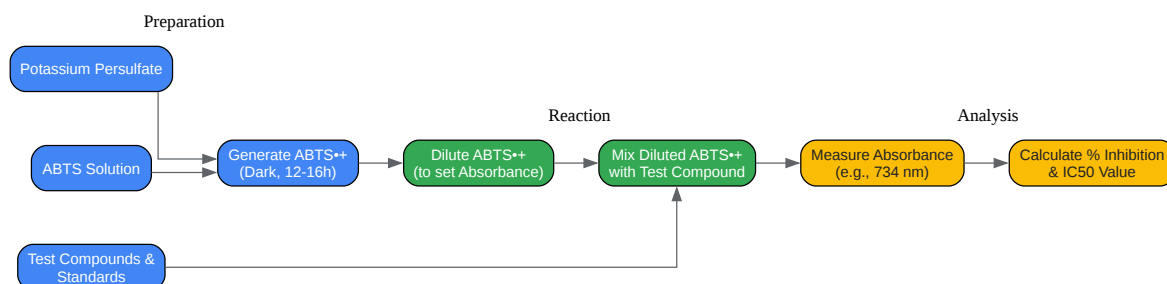 Preparation
Potassium Persulfate
ABTS Solution
Test Compounds &
Standards
Generate ABTS•+
(Dark, 12-16h)
Reaction
Dilute ABTS•+
(to set Absorbance)
Mix Diluted ABTS•+
with Test Compound
Analysis
Measure Absorbance
(e.g., 734 nm)
Calculate % Inhibition
& IC50 Value